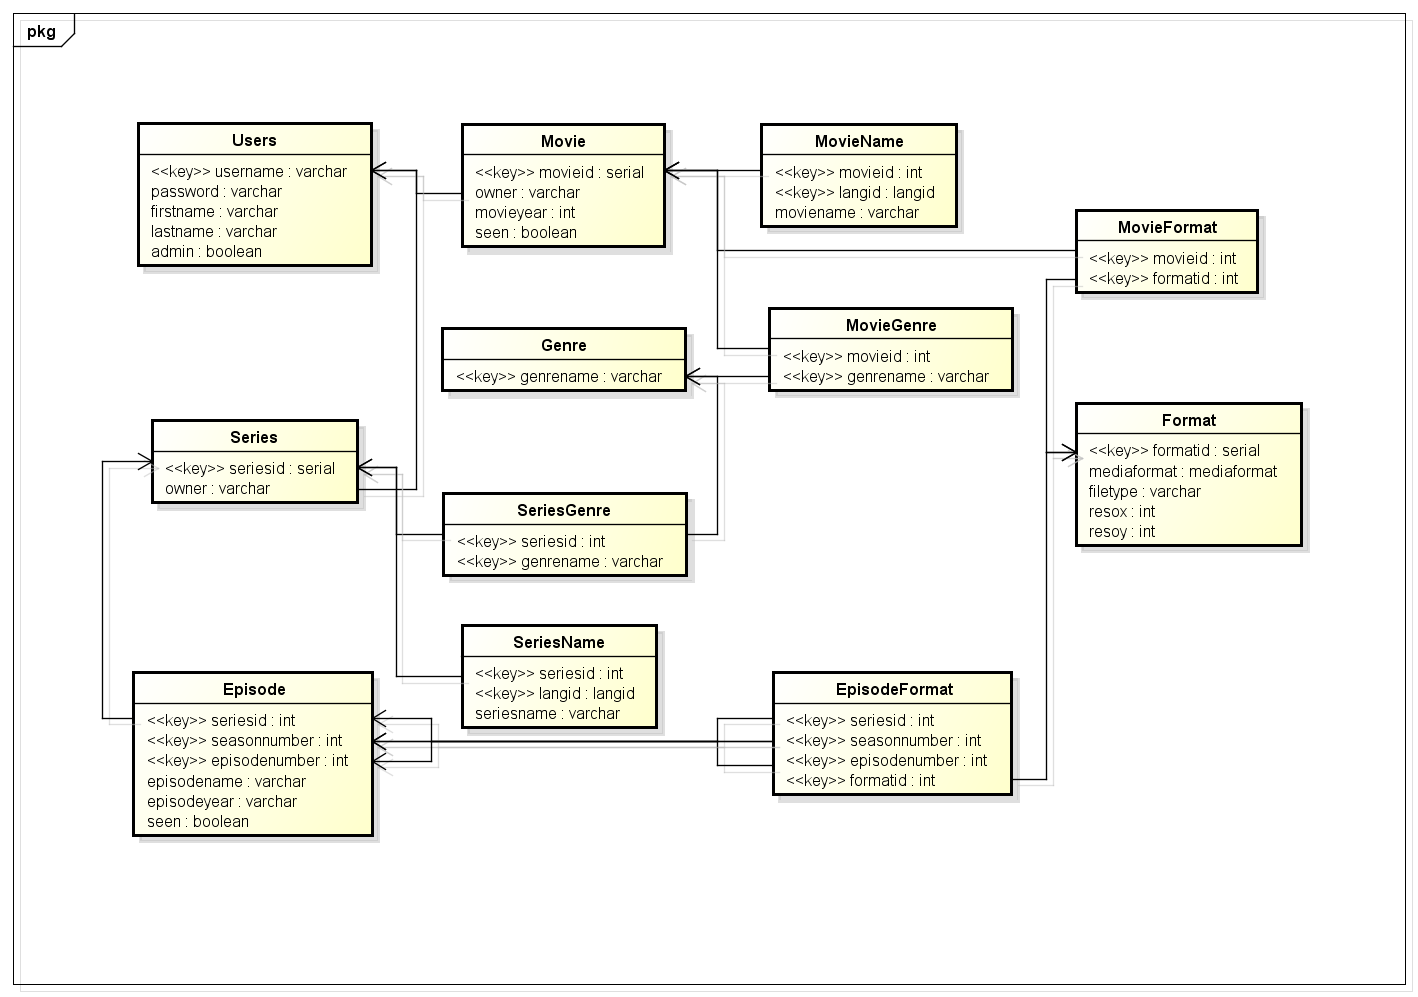 pkg
Users
<<key>> username : varchar
password : varchar
firstname : varchar
lastname : varchar
admin : boolean
Movie
<<key>> movieid : serial
owner : varchar
movieyear : int
seen : boolean
MovieName
<<key>> movieid : int
<<key>> langid : langid
moviename : varchar
MovieFormat
<<key>> movieid : int
<<key>> formatid : int
Genre
<<key>> genrename : varchar
MovieGenre
<<key>> movieid : int
<<key>> genrename : varchar
Series
<<key>> seriesid : serial
owner : varchar
Format
<<key>> formatid : serial
mediaformat : mediaformat
filetype : varchar
resox : int
resoy : int
SeriesGenre
<<key>> seriesid : int
<<key>> genrename : varchar
SeriesName
<<key>> seriesid : int
<<key>> langid : langid
seriesname : varchar
Episode
<<key>> seriesid : int
<<key>> seasonnumber : int
<<key>> episodenumber : int
episodename : varchar
episodeyear : varchar
seen : boolean
EpisodeFormat
<<key>> seriesid : int
<<key>> seasonnumber : int
<<key>> episodenumber : int
<<key>> formatid : int